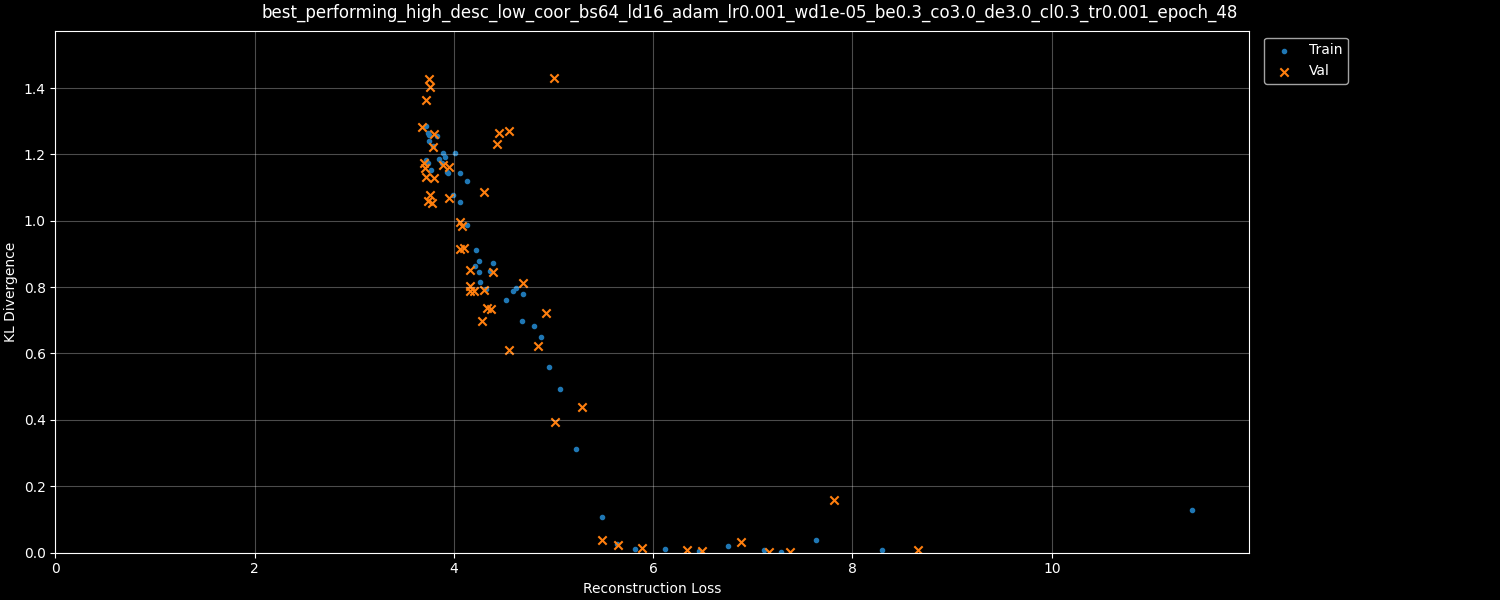 best_performing_high_desc_low_coor_bs64_ld16_adam_lr0.001_wd1e-05_be0.3_co3.0_de3.0_cl0.3_tr0.001_epoch_48
Train
Val
1.4
1.2
1.0
0.8
0.6
0.4
0.2
0.0
KL Divergence
0
2
4
6
8
10
Reconstruction Loss